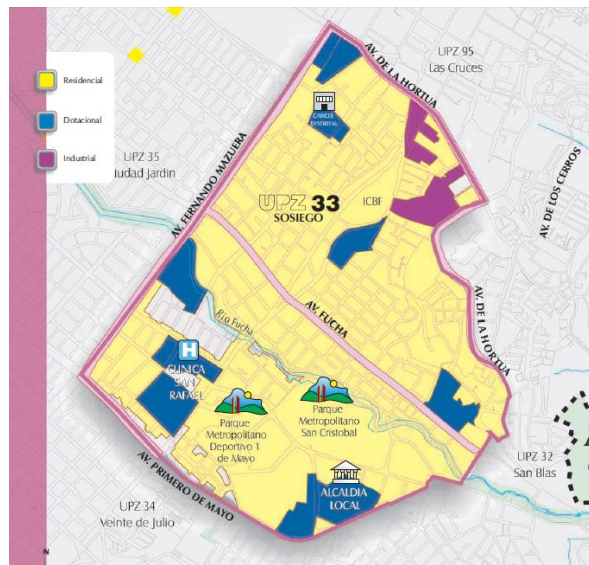 Residencial
Dotacional
Industrial
UPZ 95
Las Cruces
AV. DE LA HORTUA
CARCEL
DISTRITAL
UPZ 35
Ciudad Jardin
AV. FERNANDO MAZUERA
UPZ 33
SOSIEGO
ICBF
AV. DE LOS CERROS
AV. FUCHA
Río Fucha
AV. DE LA HORTUA
H
CLINICA
SAN
RAFAEL
Parque
Metropolitano
Deportivo 1
de Mayo
Parque
Metropolitano
San Cristobal
UPZ 32
San Blas
AV. PRIMERO DE MAYO
ALCALDIA
LOCAL
UPZ 34
Veinte de Julio
N